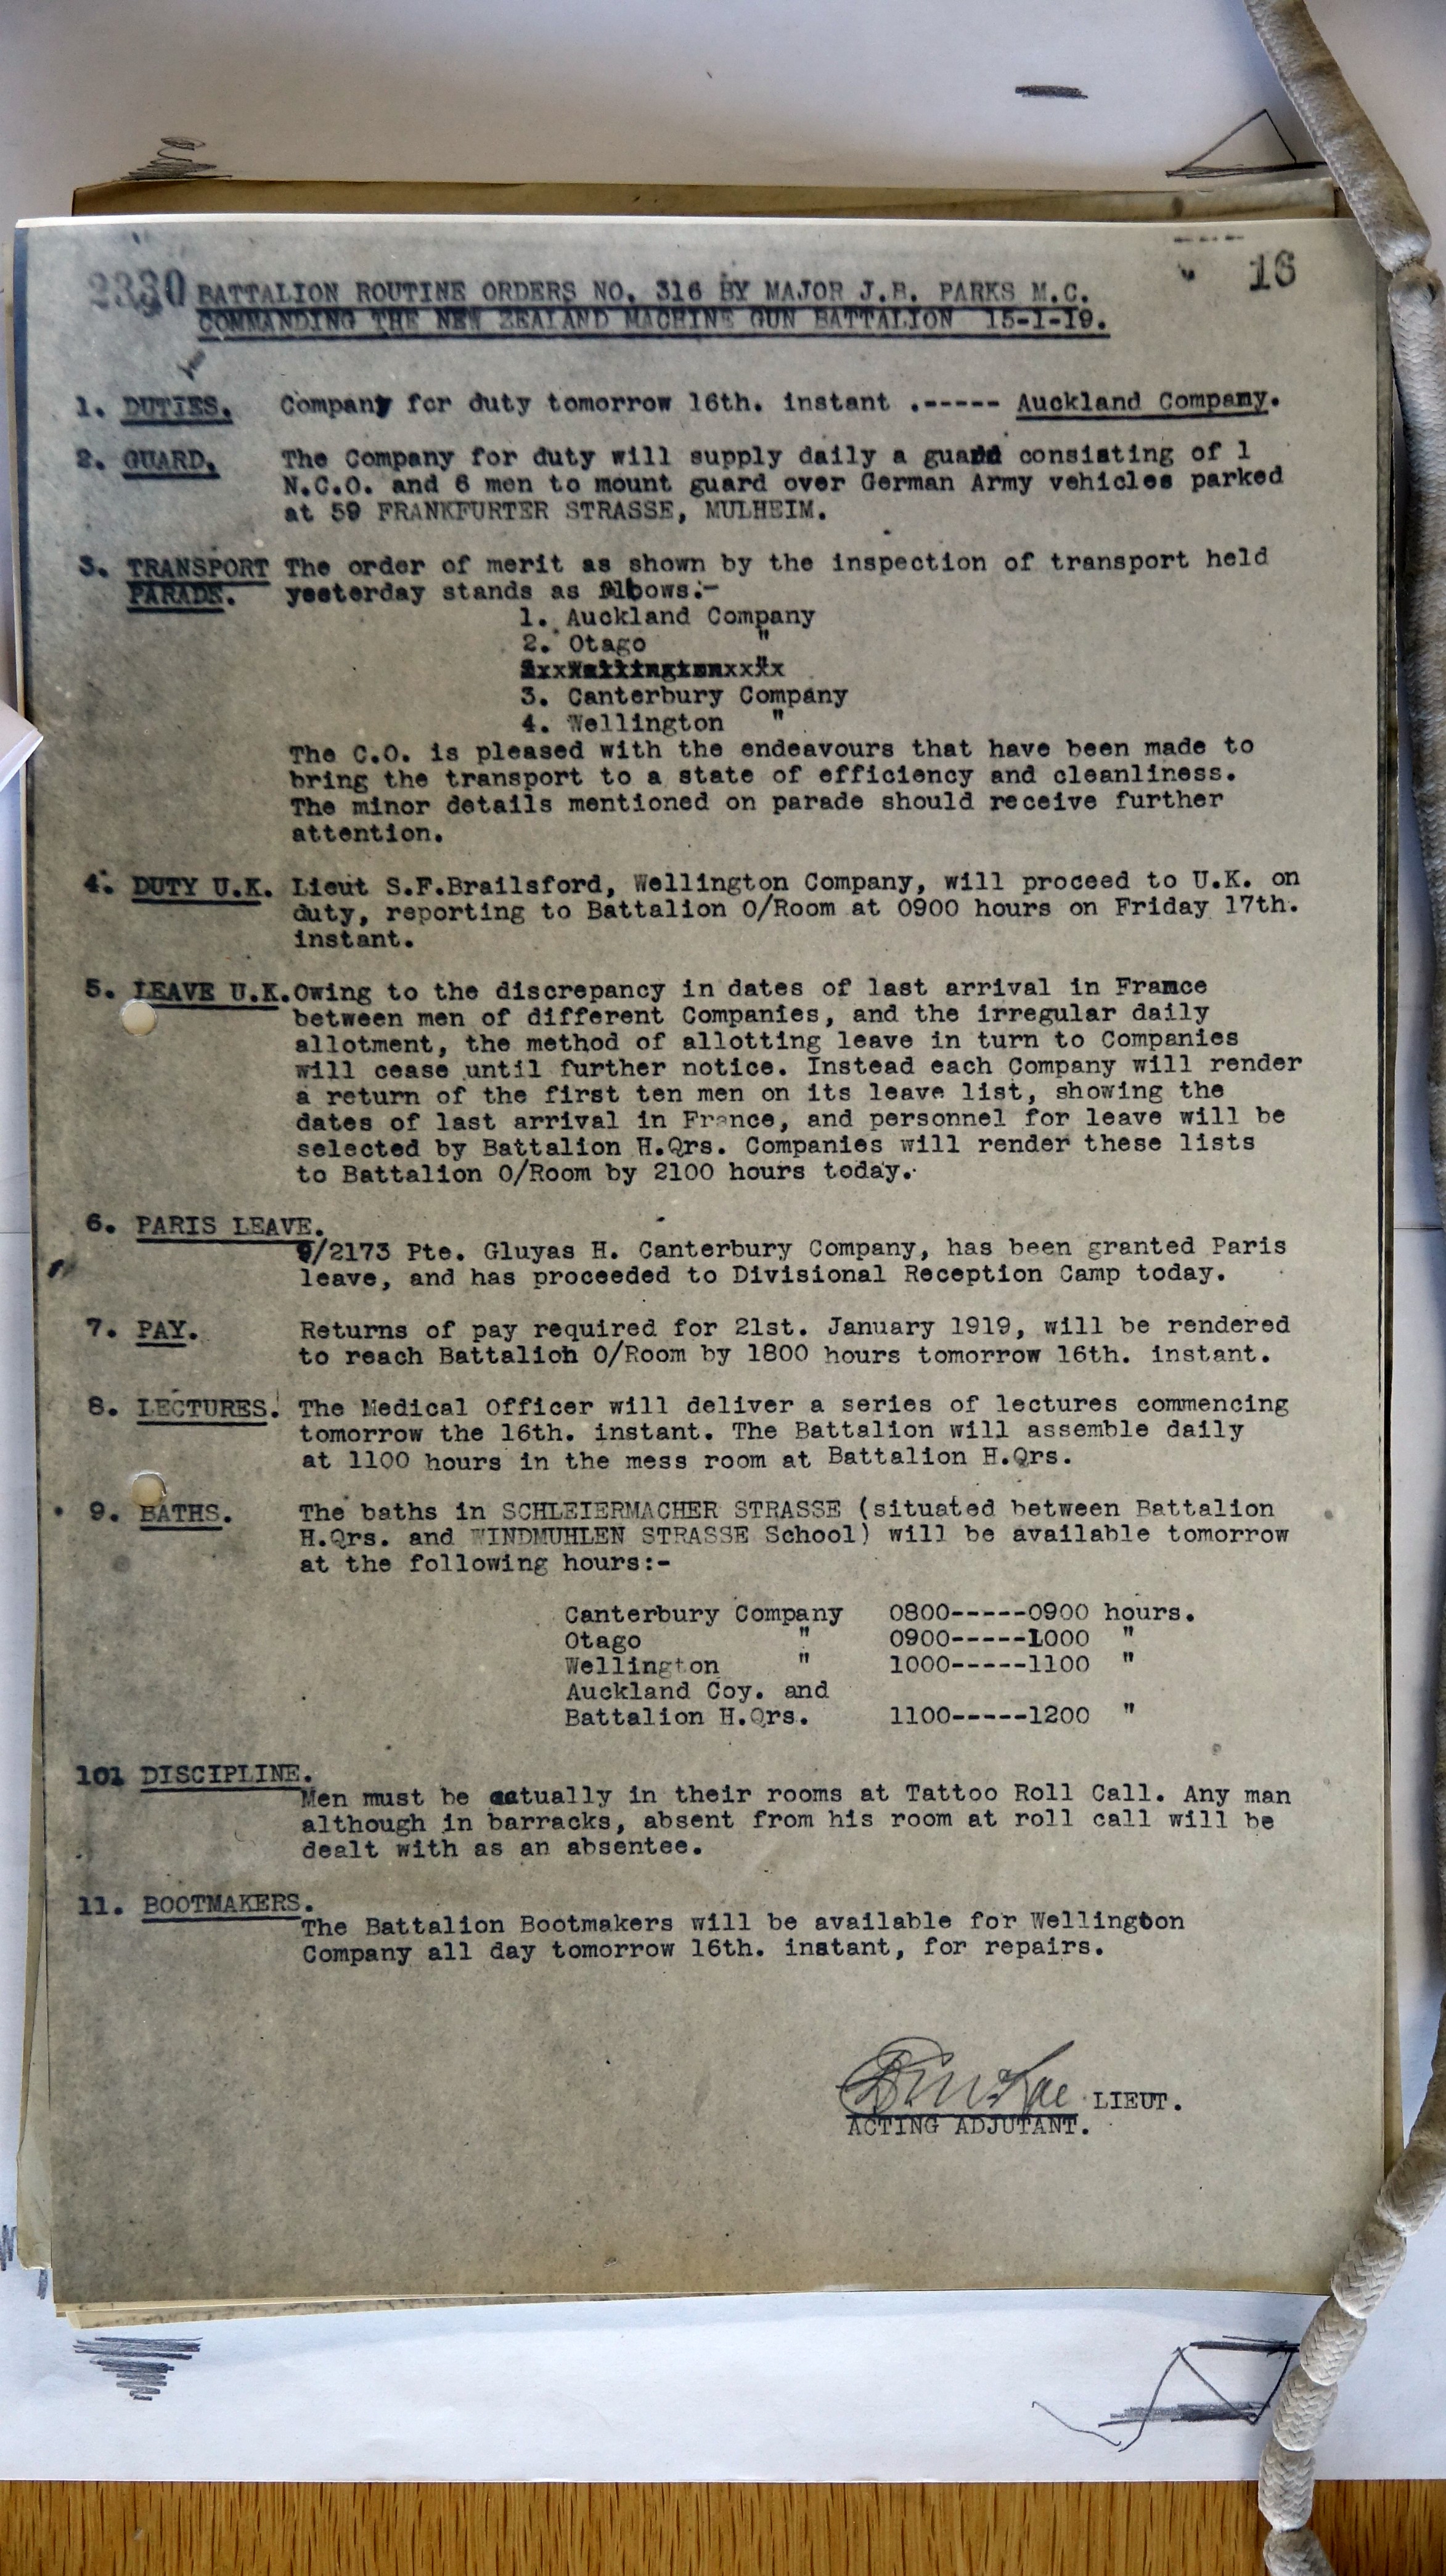 2330
16
BATTALION ROUTINE ORDERS NO. 316 BY MAJOR J.B. PARKS M.C.
COMMANDING THE NEW ZEALAND MACHINE GUN BATTALION 15-1-19.
1. DUTIES. Company for duty tomorrow 16th. instant .----- Auckland Company.
2. GUARD. The Company for duty will supply daily a guard consisting of 1
N.C.O. and 6 men to mount guard over German Army vehicles parked
at 59 FRANKFURTER STRASSE, MULHEIM.
3. TRANSPORT The order of merit as shown by the inspection of transport held
PARADE. yesterday stands as
1. Auckland Company
2. Otago "
3. Canterbury Company
4. Wellington "
The C.O. is pleased with the endeavours that have been made to
bring the transport to a state of efficiency and cleanliness.
The minor details mentioned on parade should receive further
attention.
4. DUTY U.K. Lieut S.F.Brailsford, Wellington Company, will proceed to U.K. on
duty, reporting to Battalion O/Room at 0900 hours on Friday 17th.
instant.
5. LEAVE U.K. Owing to the discrepancy in dates of last arrival in France
between men of different Companies, and the irregular daily
allotment, the method of allotting leave in turn to Companies
will cease until further notice. Instead each Company will render
a return of the first ten men on its leave list, showing the
dates of last arrival in France, and personnel for leave will be
selected by Battalion H.Qrs. Companies will render these lists
to Battalion O/Room by 2100 hours today.
6. PARIS LEAVE.
9/2173 Pte. Gluyas H. Canterbury Company, has been granted Paris
leave, and has proceeded to Divisional Reception Camp today.
7. PAY. Returns of pay required for 21st. January 1919, will be rendered
to reach Battalion O/Room by 1800 hours tomorrow 16th. instant.
8. LECTURES. The Medical Officer will deliver a series of lectures commencing
tomorrow the 16th. instant. The Battalion will assemble daily
at 1100 hours in the mess room at Battalion H.Qrs.
9. BATHS. The baths in SCHLEIERMACHER STRASSE (situated between Battalion
H.Qrs. and WINDMUHLEN STRASSE School) will be available tomorrow
at the following hours:-
Canterbury Company 0800-----0900 hours.
Otago " 0900-----1000 "
Wellington " 1000-----1100 "
Auckland Coy. and
Battalion H.Qrs. 1100-----1200 "
101 DISCIPLINE.
Men must be actually in their rooms at Tattoo Roll Call. Any man
although in barracks, absent from his room at roll call will be
dealt with as an absentee.
11. BOOTMAKERS.
The Battalion Bootmakers will be available for Wellington
Company all day tomorrow 16th. instant, for repairs.
LIEUT.
ACTING ADJUTANT.